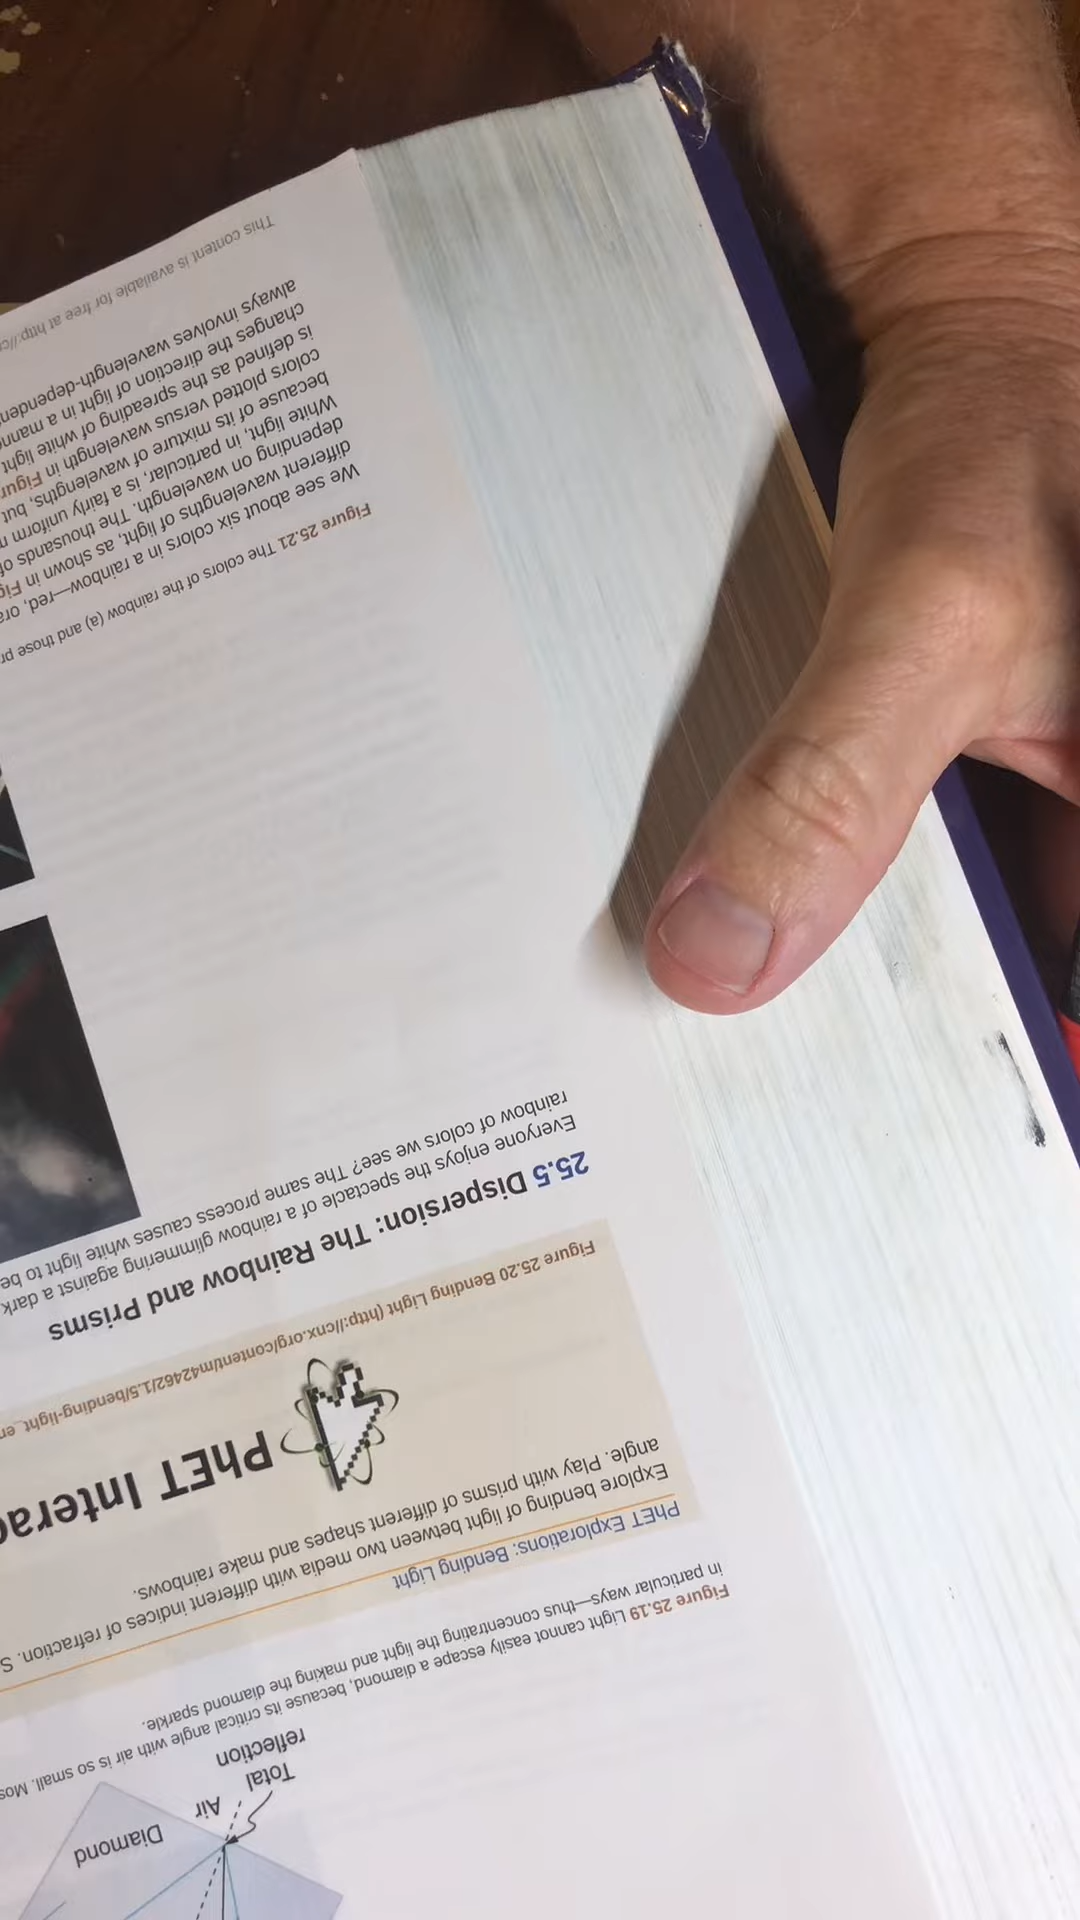 Diamond
Air
Total
reflection
Figure 25.19 Light cannot easily escape a diamond, because its critical angle with air is so small. Mos
in particular ways—thus concentrating the light and making the diamond sparkle.
PhET Explorations: Bending Light
Explore bending of light between two media with different indices of refraction. S
angle. Play with prisms of different shapes and make rainbows.
PhET Interac
Figure 25.20 Bending Light (http://cnx.org/content/m42462/1.5/bending-light_en
25.5 Dispersion: The Rainbow and Prisms
Everyone enjoys the spectacle of a rainbow glimmering against a dark
rainbow of colors we see? The same process causes white light to be
Figure 25.21 The colors of the rainbow (a) and those pr
We see about six colors in a rainbow—red, ora
different wavelengths of light, as shown in Fig
depending on wavelength. The thousands of
White light, in particular, is a fairly uniform m
because of its mixture of wavelengths, but
colors plotted versus wavelength in Figur
is defined as the spreading of white light
changes the direction of light in a mann
always involves wavelength-dependen
This content is available for free at http://c